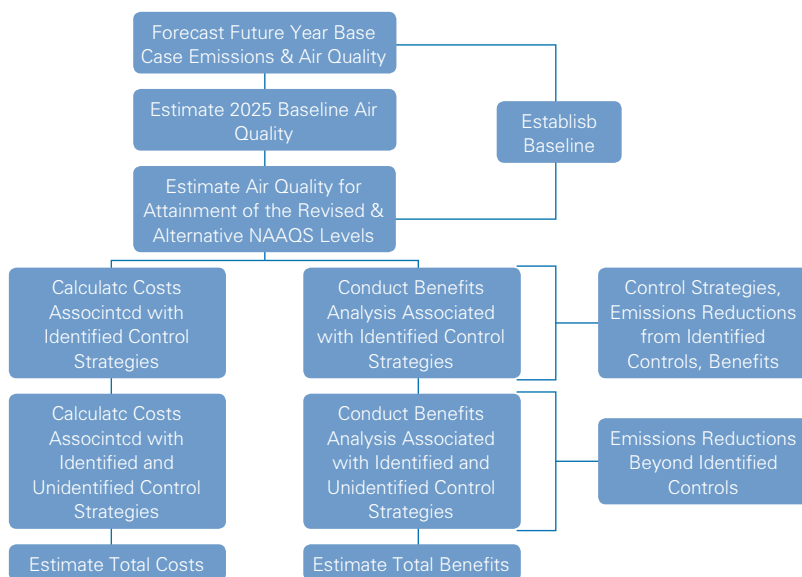 Forecast Future Year Base
Case Emissions & Air Quality
Estimate 2025 Baseline Air
Quality
Establisb
Baseline
Estimate Air Quality for
Attainment of the Revised &
Alternative NAAQS Levels
Calculatc Costs
Associntcd with
Identified Control
Strategies
Conduct Benefits
Analysis Associated
with Identified Control
Strategies
Control Strategies,
Emissions Reductions
from Identified
Controls, Benefits
Calculatc Costs
Associntcd with
Identified and
Unidentified Control
Strategies
Conduct Benefits
Analysis Associated
with Identified and
Unidentified Control
Strategies
Emissions Reductions
Beyond Identified
Controls
Estimate Total Costs
Estimate Total Benefits